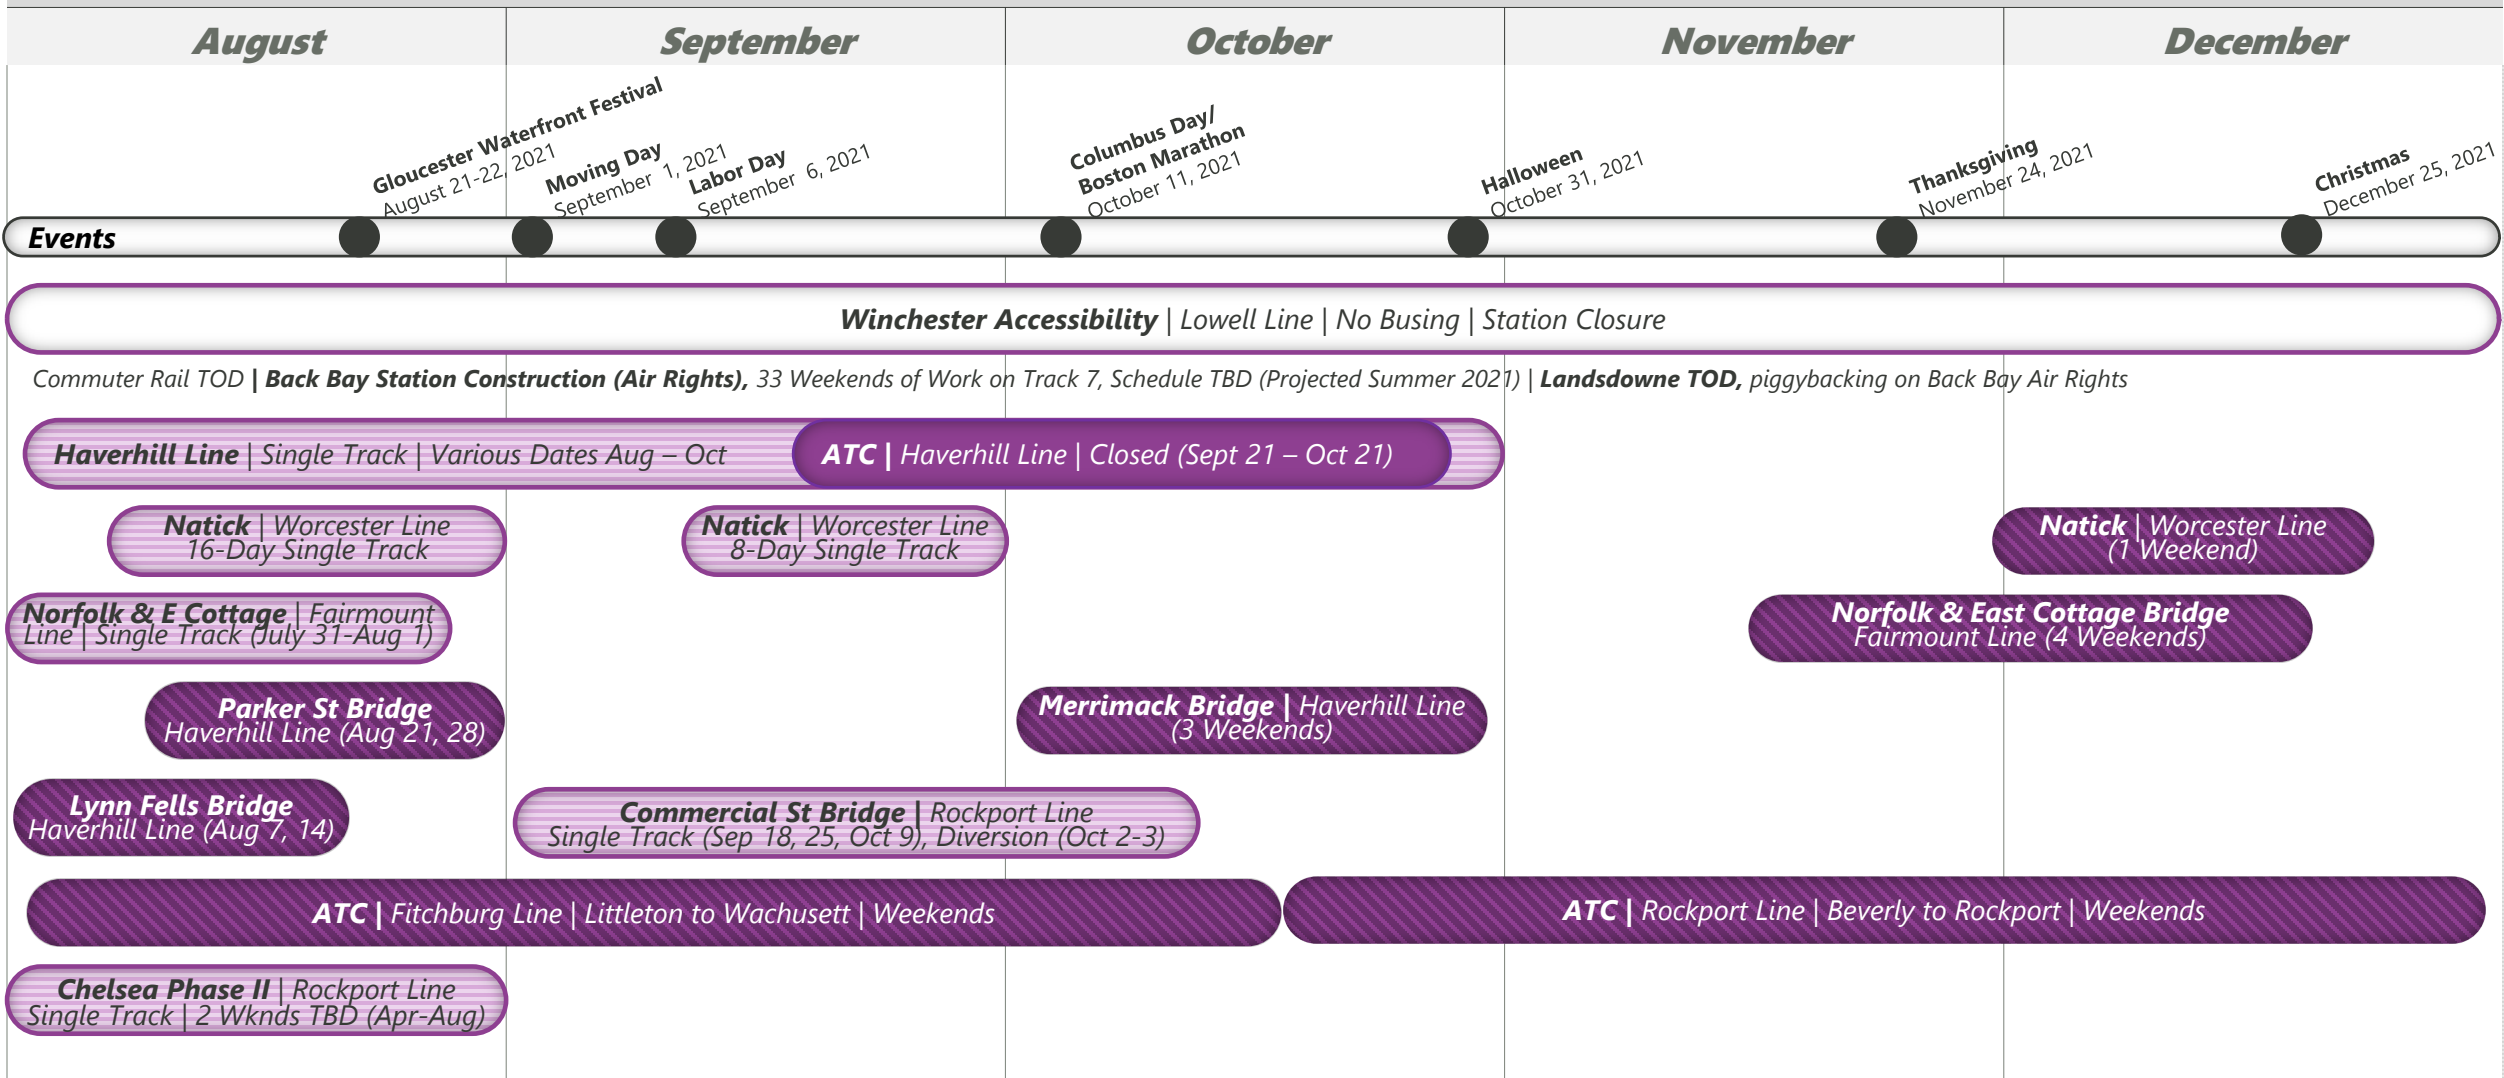 August September October November December
Gloucester Waterfront Festival
August 21-22, 2021
Moving Day
September 1, 2021
Labor Day
September 6, 2021
Columbus Day/
Boston Marathon
October 11, 2021
Halloween
October 31, 2021
Thanksgiving
November 24, 2021
Christmas
December 25, 2021
Events
Winchester Accessibility | Lowell Line | No Busing | Station Closure
Commuter Rail TOD | Back Bay Station Construction (Air Rights), 33 Weekends of Work on Track 7, Schedule TBD (Projected Summer 2021) | Landsdowne TOD, piggybacking on Back Bay Air Rights
Haverhill Line | Single Track | Various Dates Aug – Oct
ATC | Haverhill Line | Closed (Sept 21 – Oct 21)
Natick | Worcester Line
16-Day Single Track
Natick | Worcester Line
8-Day Single Track
Natick | Worcester Line
(1 Weekend)
Norfolk & E Cottage | Fairmount
Line | Single Track (July 31-Aug 1)
Norfolk & East Cottage Bridge
Fairmount Line (4 Weekends)
Parker St Bridge
Haverhill Line (Aug 21, 28)
Merrimack Bridge | Haverhill Line
(3 Weekends)
Lynn Fells Bridge
Haverhill Line (Aug 7, 14)
Commercial St Bridge | Rockport Line
Single Track (Sep 18, 25, Oct 9), Diversion (Oct 2-3)
ATC | Fitchburg Line | Littleton to Wachusett | Weekends
ATC | Rockport Line | Beverly to Rockport | Weekends
Chelsea Phase II | Rockport Line
Single Track | 2 Wknds TBD (Apr-Aug)